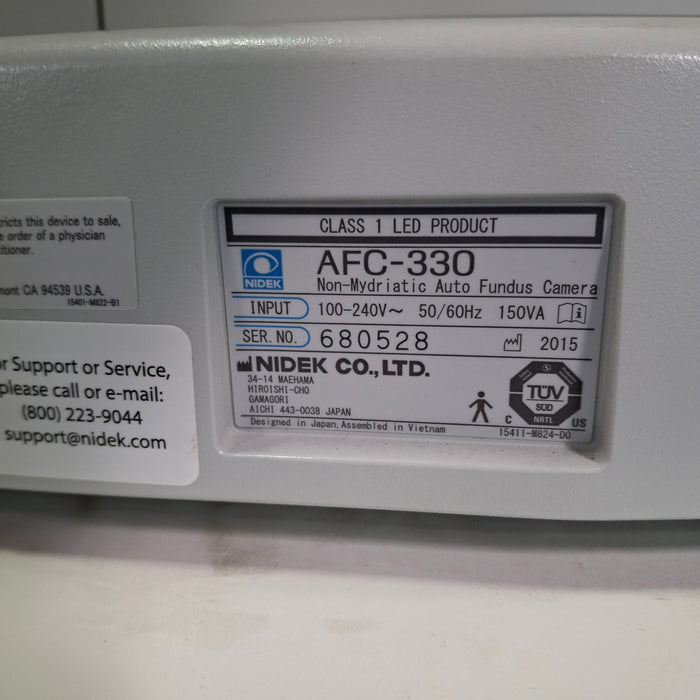 ricts this device to sale,
e order of a physician
itioner.
mont CA 94539 U.S.A.
15401-M822-B1
r Support or Service,
please call or e-mail:
(800) 223-9044
support@nidek.com
CLASS 1 LED PRODUCT
NIDEK
AFC-330
Non-Mydriatic Auto Fundus Camera
INPUT 100-240V～ 50/60Hz 150VA
SER. NO. 680528 2015
NIDEK CO., LTD.
34-14 MAEHAMA
HIROISHI-CHO
GAMAGORI
AICHI 443-0038 JAPAN
Designed in Japan, Assembled in Vietnam
TÜV
SÜD
NRTL
C US
15411-M824-D0